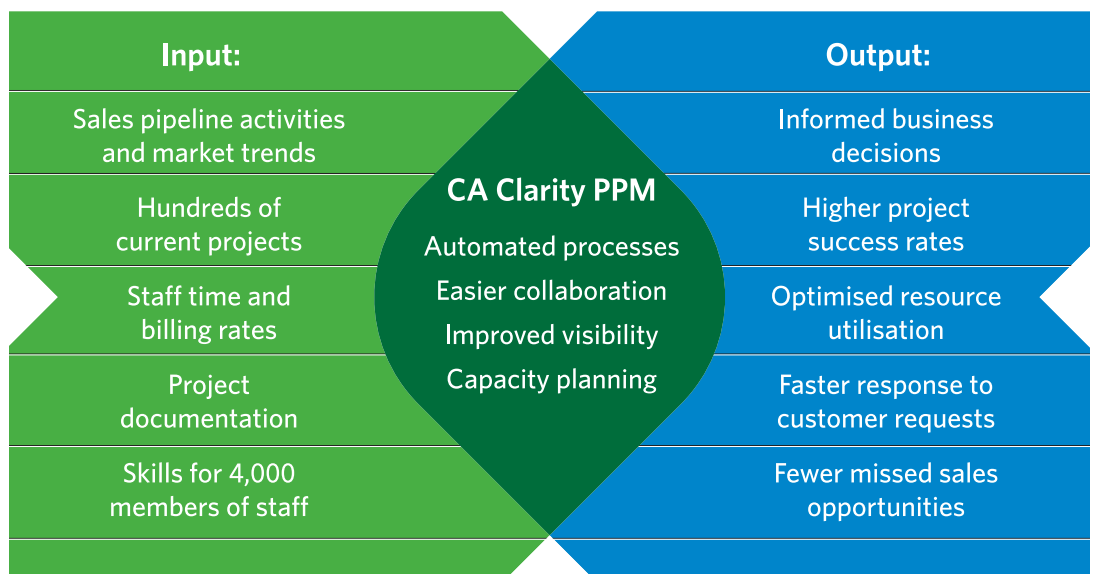 Input:
Sales pipeline activities
and market trends
Hundreds of
current projects
Staff time and
billing rates
Project
documentation
Skills for 4,000
members of staff
CA Clarity PPM
Automated processes
Easier collaboration
Improved visibility
Capacity planning
Output:
Informed business
decisions
Higher project
success rates
Optimised resource
utilisation
Faster response to
customer requests
Fewer missed sales
opportunities